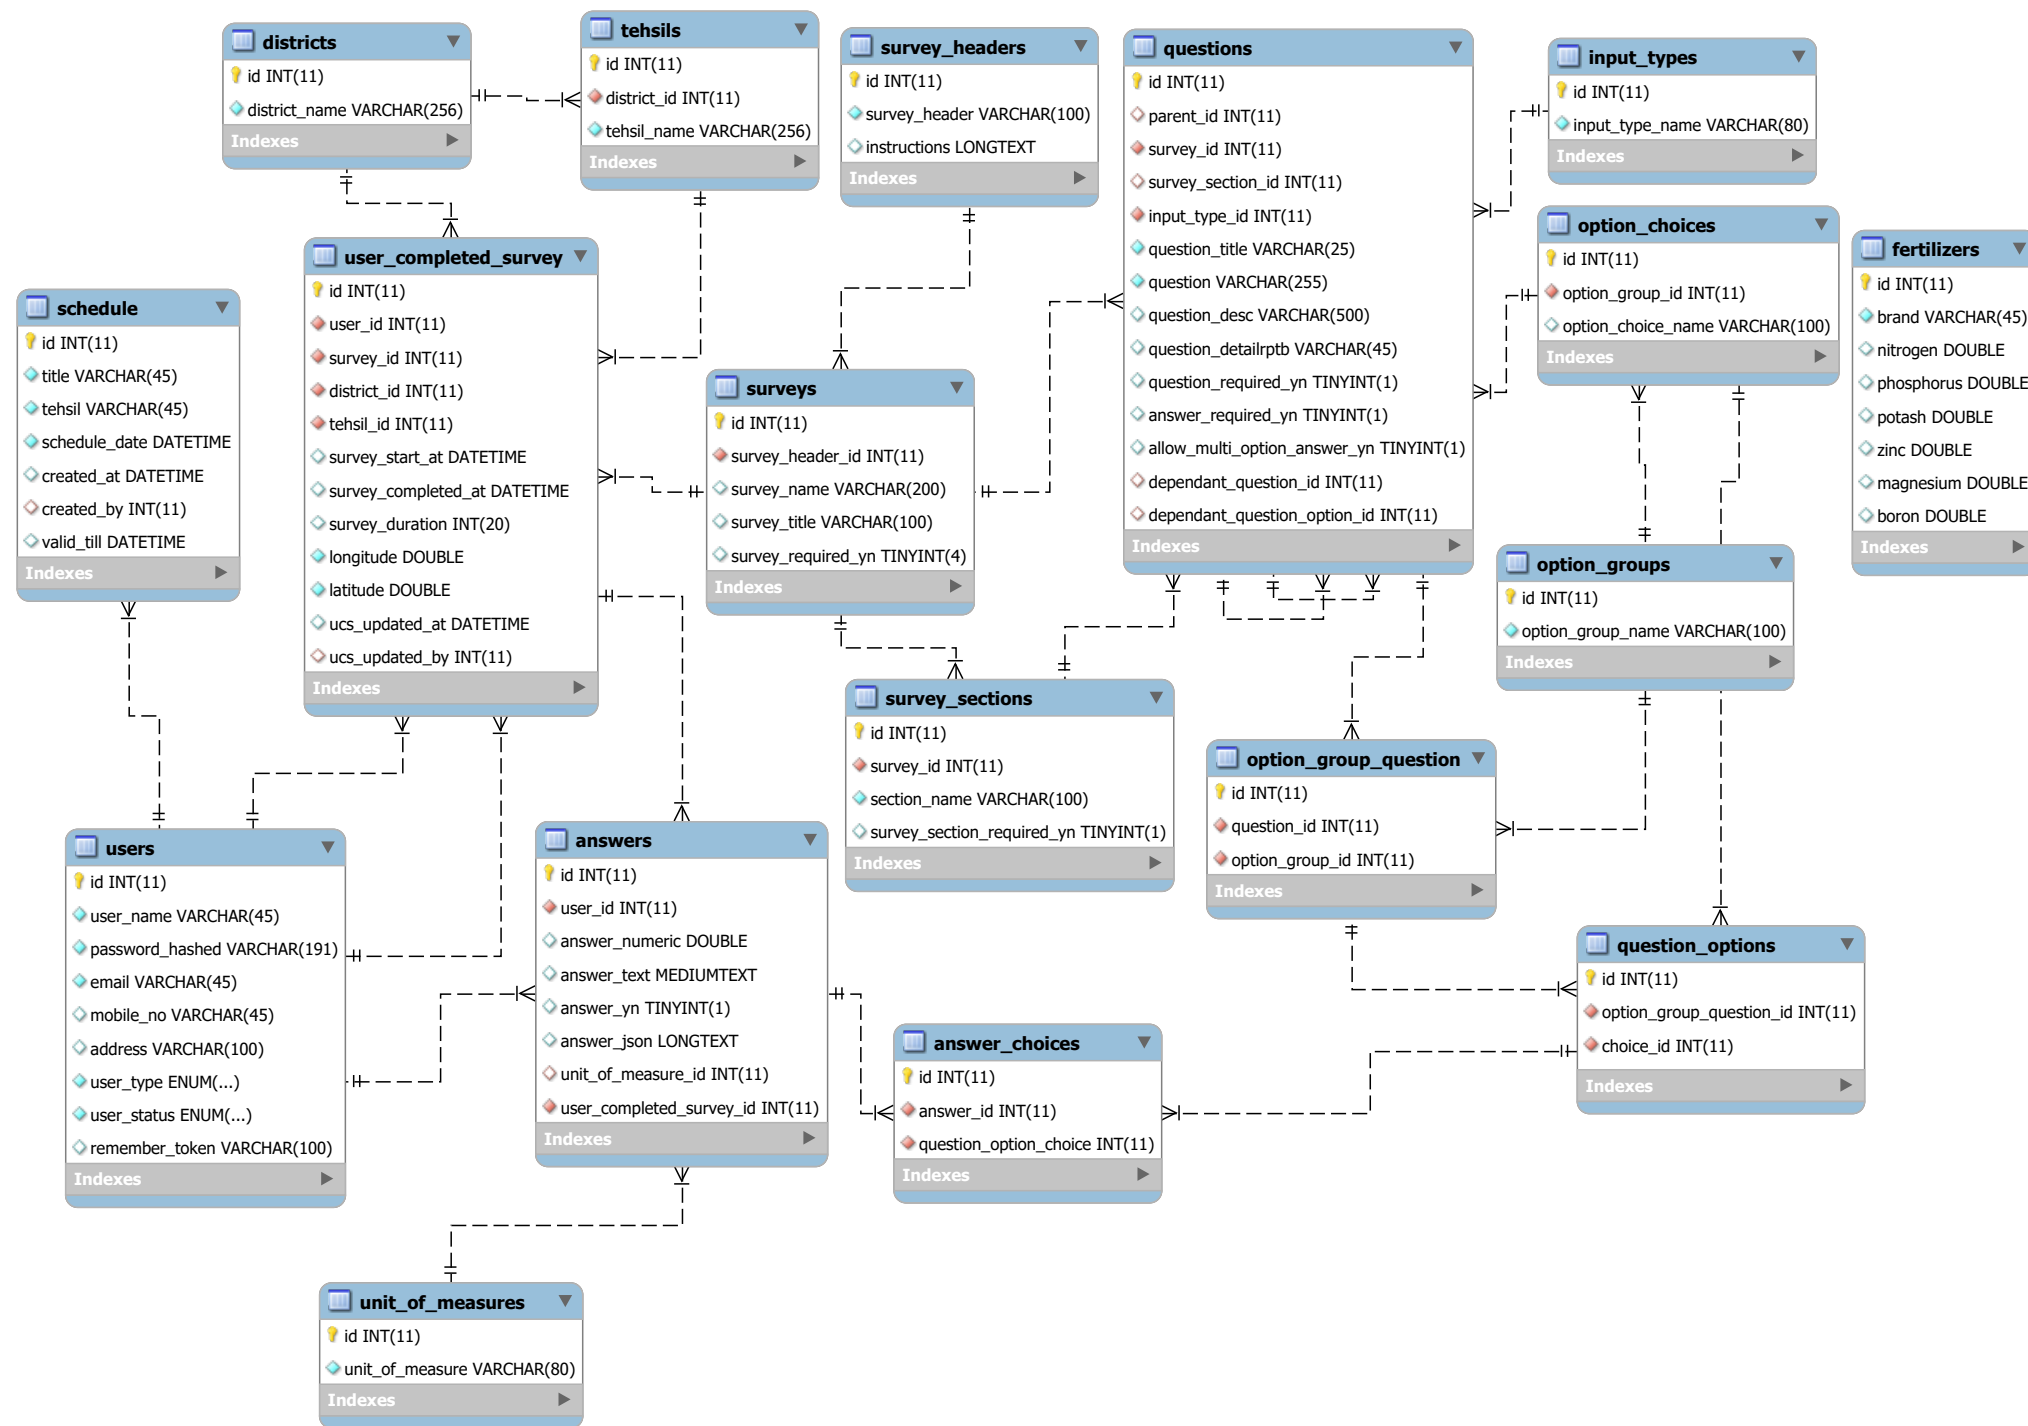 districts
id INT(11)
district_name VARCHAR(256)
Indexes
tehsils
id INT(11)
district_id INT(11)
tehsil_name VARCHAR(256)
Indexes
survey_headers
id INT(11)
survey_header VARCHAR(100)
instructions LONGTEXT
Indexes
questions
id INT(11)
parent_id INT(11)
survey_id INT(11)
survey_section_id INT(11)
input_type_id INT(11)
question_title VARCHAR(25)
question VARCHAR(255)
question_desc VARCHAR(500)
question_detailrptb VARCHAR(45)
question_required_yn TINYINT(1)
answer_required_yn TINYINT(1)
allow_multi_option_answer_yn TINYINT(1)
dependant_question_id INT(11)
dependant_question_option_id INT(11)
Indexes
input_types
id INT(11)
input_type_name VARCHAR(80)
Indexes
option_choices
id INT(11)
option_group_id INT(11)
option_choice_name VARCHAR(100)
Indexes
fertilizers
id INT(11)
brand VARCHAR(45)
nitrogen DOUBLE
phosphorus DOUBLE
potash DOUBLE
zinc DOUBLE
magnesium DOUBLE
boron DOUBLE
Indexes
schedule
id INT(11)
title VARCHAR(45)
tehsil VARCHAR(45)
schedule_date DATETIME
created_at DATETIME
created_by INT(11)
valid_till DATETIME
Indexes
user_completed_survey
id INT(11)
user_id INT(11)
survey_id INT(11)
district_id INT(11)
tehsil_id INT(11)
survey_start_at DATETIME
survey_completed_at DATETIME
survey_duration INT(20)
longitude DOUBLE
latitude DOUBLE
ucs_updated_at DATETIME
ucs_updated_by INT(11)
Indexes
surveys
id INT(11)
survey_header_id INT(11)
survey_name VARCHAR(200)
survey_title VARCHAR(100)
survey_required_yn TINYINT(4)
Indexes
option_groups
id INT(11)
option_group_name VARCHAR(100)
Indexes
survey_sections
id INT(11)
survey_id INT(11)
section_name VARCHAR(100)
survey_section_required_yn TINYINT(1)
Indexes
option_group_question
id INT(11)
question_id INT(11)
option_group_id INT(11)
Indexes
users
id INT(11)
user_name VARCHAR(45)
password_hashed VARCHAR(191)
email VARCHAR(45)
mobile_no VARCHAR(45)
address VARCHAR(100)
user_type ENUM(...)
user_status ENUM(...)
remember_token VARCHAR(100)
Indexes
answers
id INT(11)
user_id INT(11)
answer_numeric DOUBLE
answer_text MEDIUMTEXT
answer_yn TINYINT(1)
answer_json LONGTEXT
unit_of_measure_id INT(11)
user_completed_survey_id INT(11)
Indexes
question_options
id INT(11)
option_group_question_id INT(11)
choice_id INT(11)
Indexes
answer_choices
id INT(11)
answer_id INT(11)
question_option_choice INT(11)
Indexes
unit_of_measures
id INT(11)
unit_of_measure VARCHAR(80)
Indexes